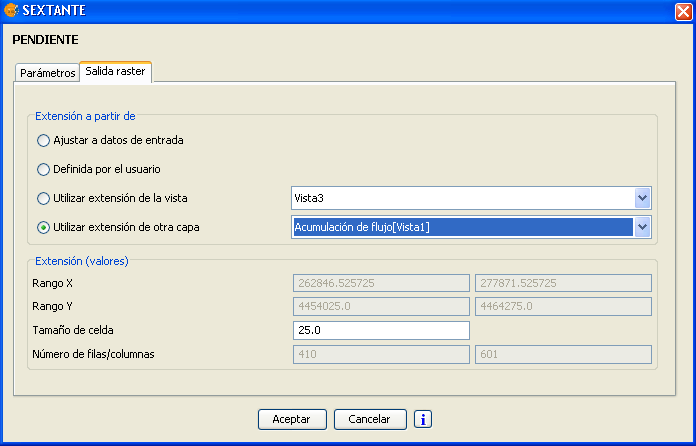 SEXTANTE
PENDIENTE
Parámetros Salida raster
Extensión a partir de
Ajustar a datos de entrada
Definida por el usuario
Utilizar extensión de la vista Vista3
Utilizar extensión de otra capa Acumulación de flujo[Vista1]
Extensión (valores)
Rango X 262846.525725 277871.525725
Rango Y 4454025.0 4464275.0
Tamaño de celda 25.0
Número de filas/columnas 410 601
Aceptar Cancelar i